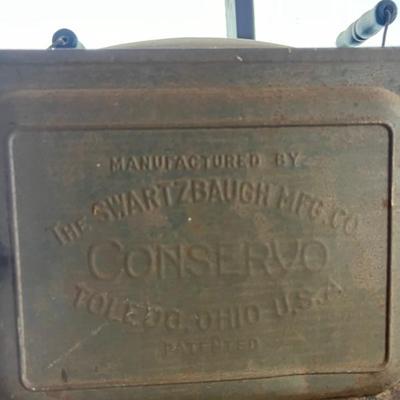 MANUFACTURED BY
THE SWARTZBAUGH MFG. CO.
CONSERVO
TOLEDO, OHIO U.S.A
PATENTED